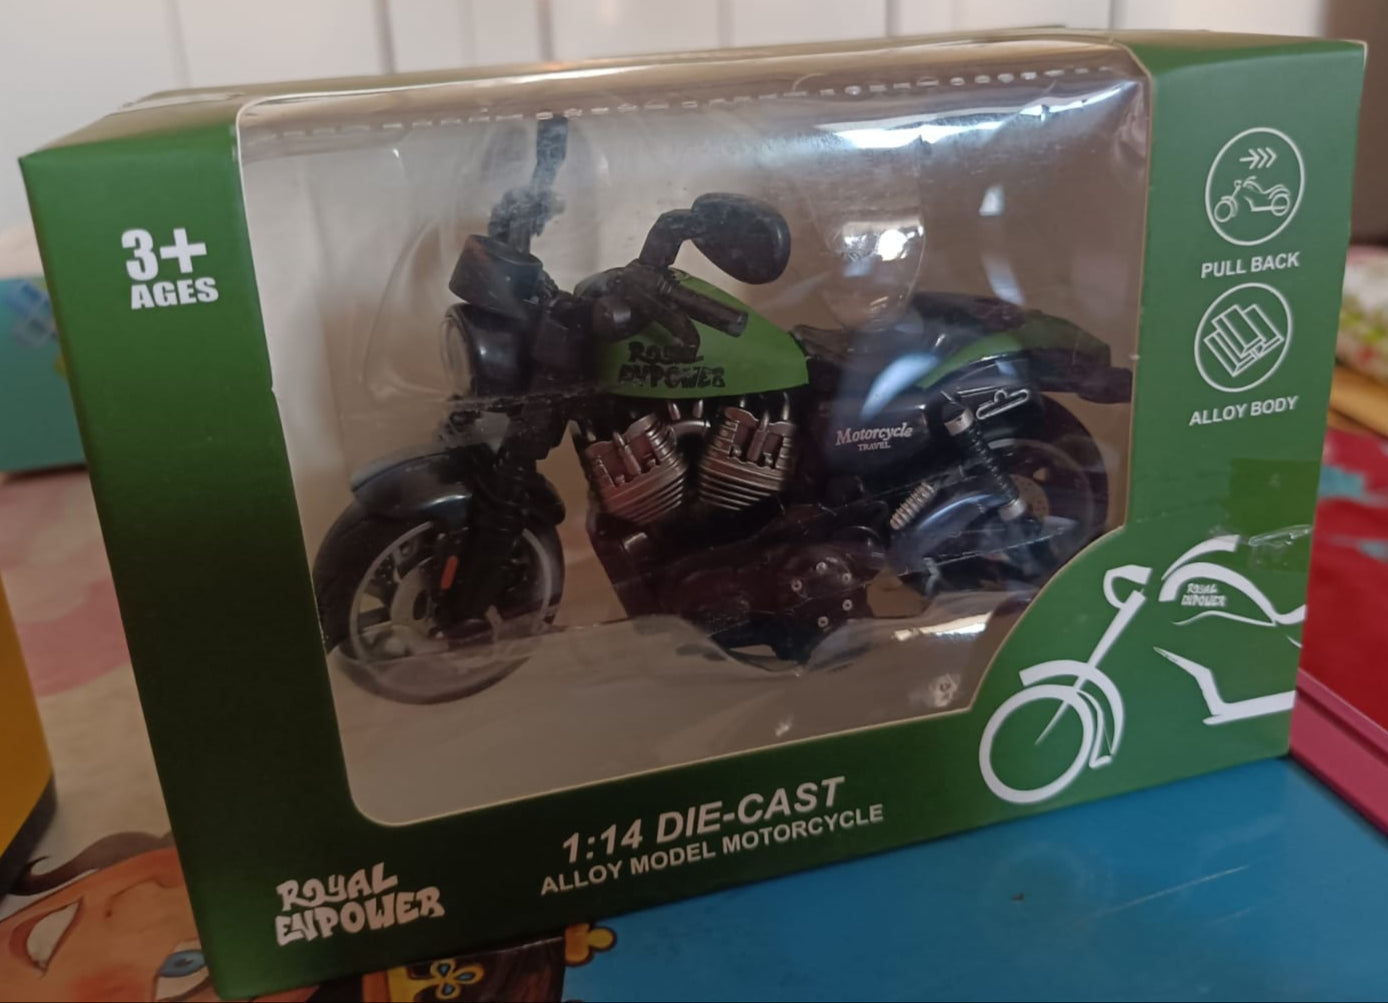 3+
AGES
PULL BACK
ALLOY BODY
ROYAL
ENPOWER
Motorcycle
TRAVEL
ROYAL
ENPOWER
1:14 DIE-CAST
ALLOY MODEL MOTORCYCLE
ROYAL
ENPOWER